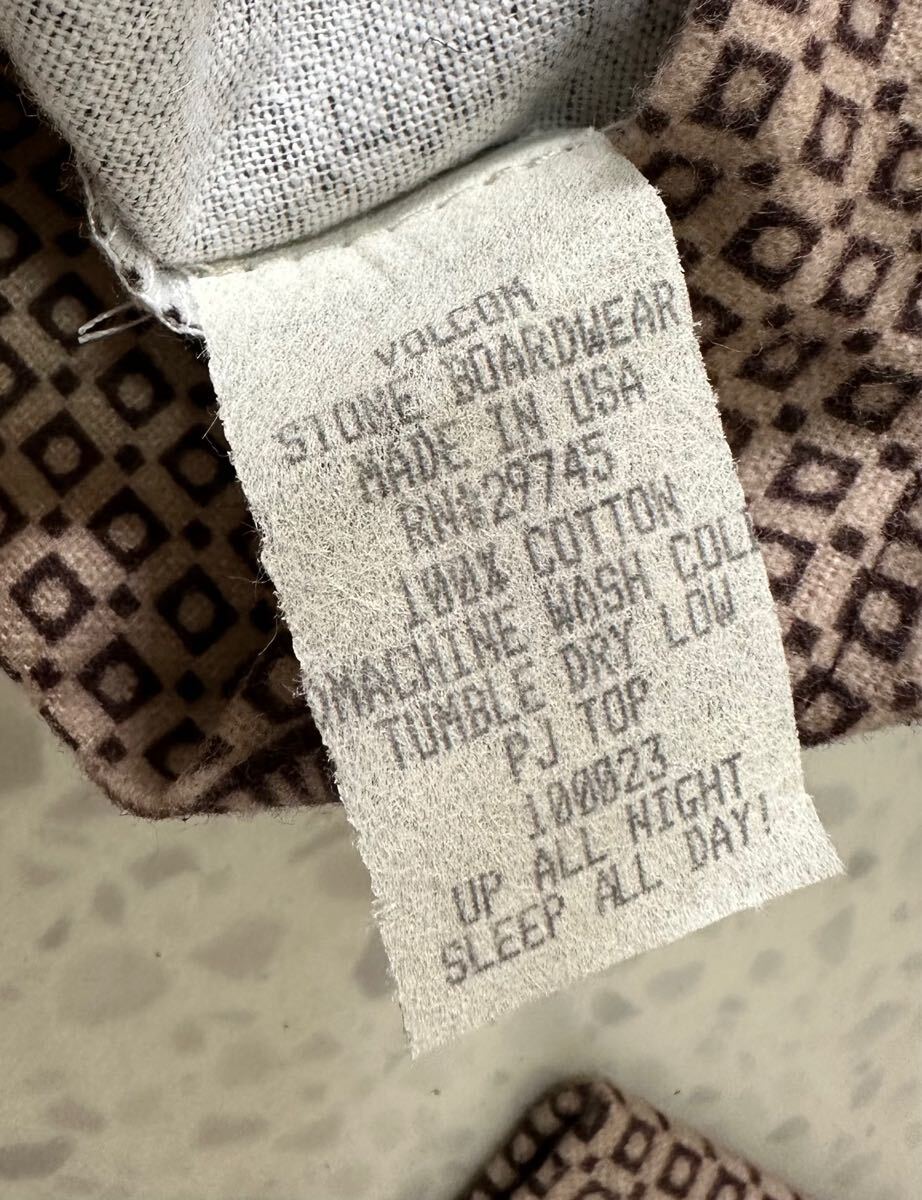 VOLCOM
STONE BOARDWEAR
MADE IN USA
RN#29745
100% COTTON
MACHINE WASH COLD
TUMBLE DRY LOW
PJ TOP
100023
UP ALL NIGHT
SLEEP ALL DAY!